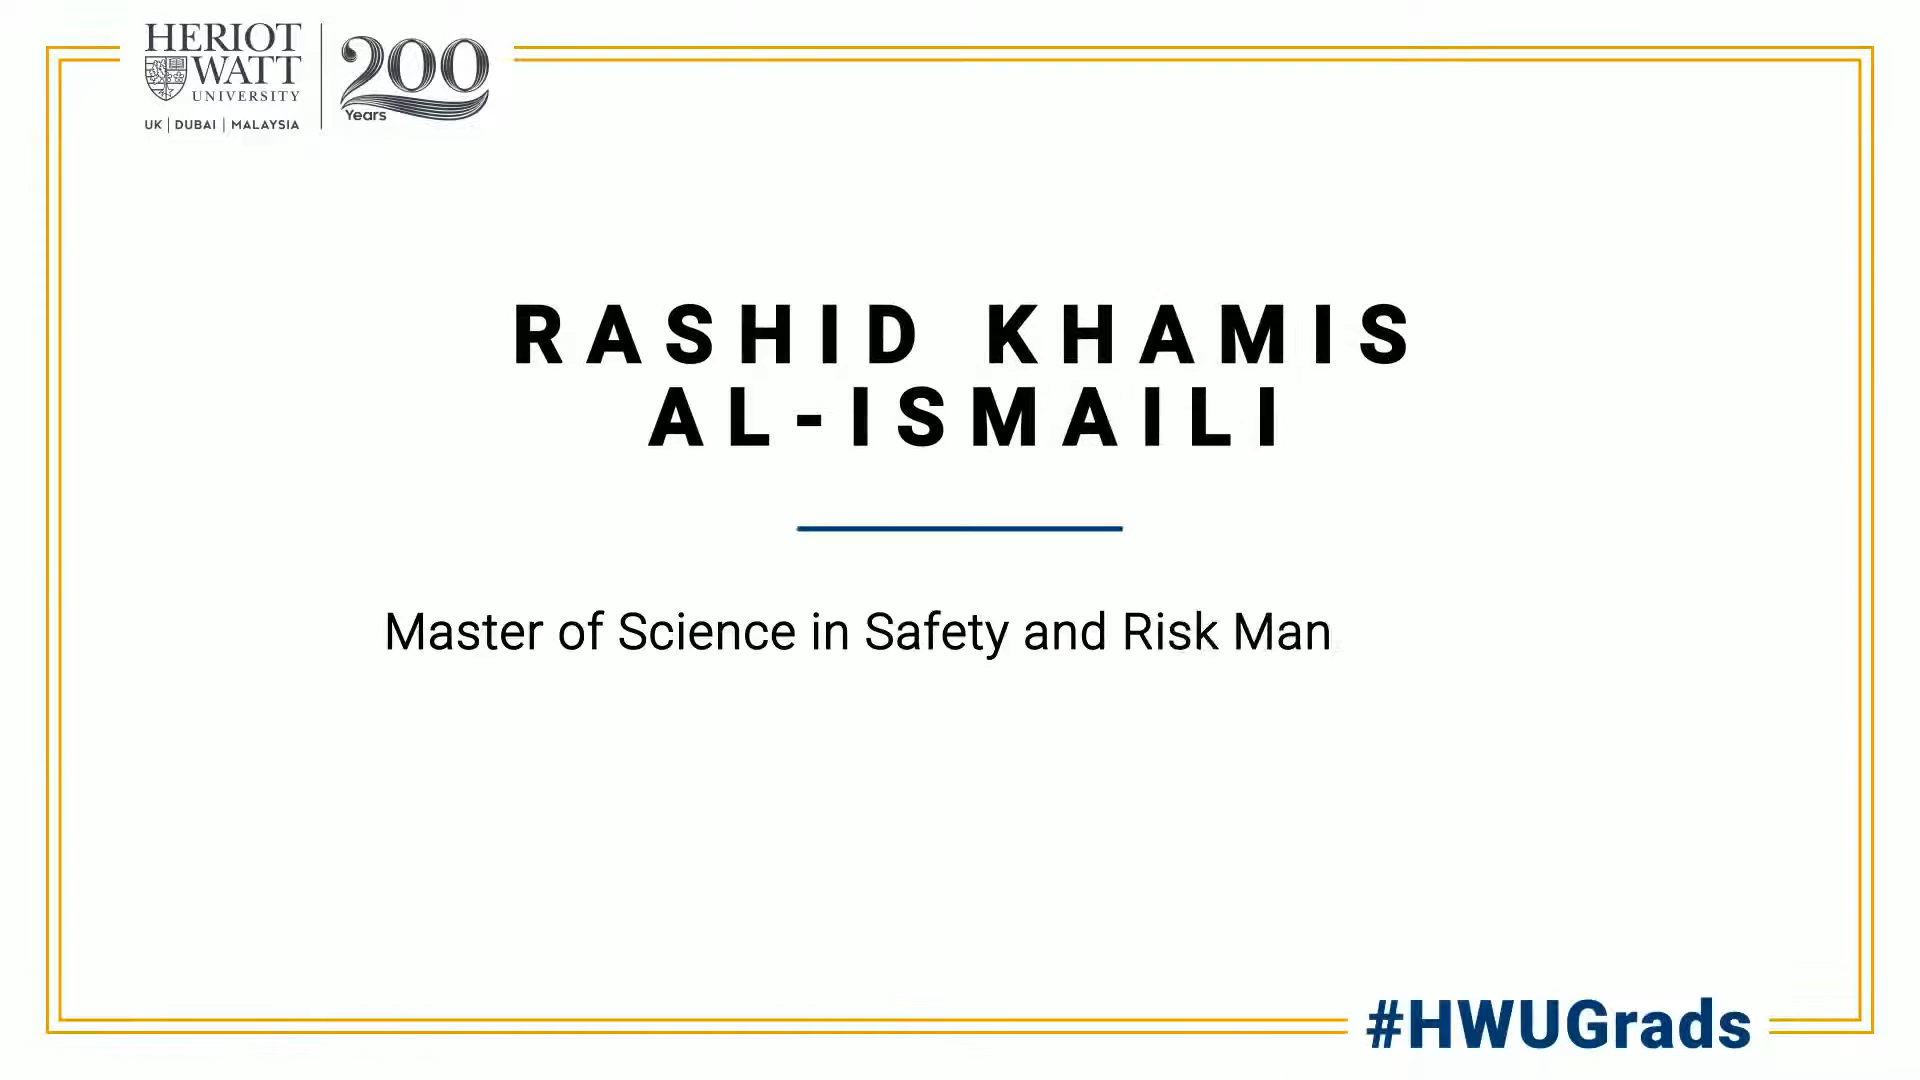 HERIOT
WATT
UNIVERSITY
UK | DUBAI | MALAYSIA
200
Years
RASHID KHAMIS
AL-ISMAILI
Master of Science in Safety and Risk Man
#HWUGrads